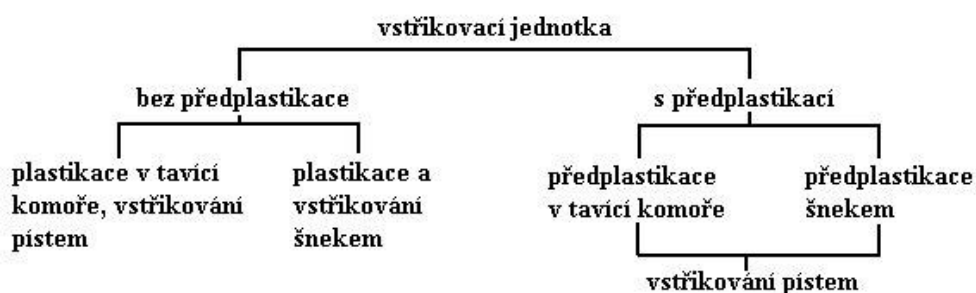 vstřikovací jednotka
bez předplastikace
s předplastikací
plastikace v tavící
komoře, vstřikování
pístem
plastikace a
vstřikování
šnekem
předplastikace
v tavící komoře
předplastikace
šnekem
vstřikování pístem